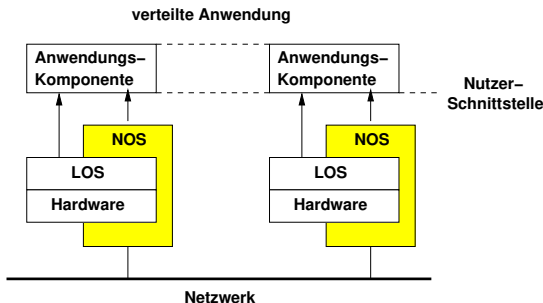 verteilte Anwendung
Anwendungs–
Komponente
Anwendungs–
Komponente
Nutzer–
Schnittstelle
NOS
LOS
Hardware
NOS
LOS
Hardware
Netzwerk